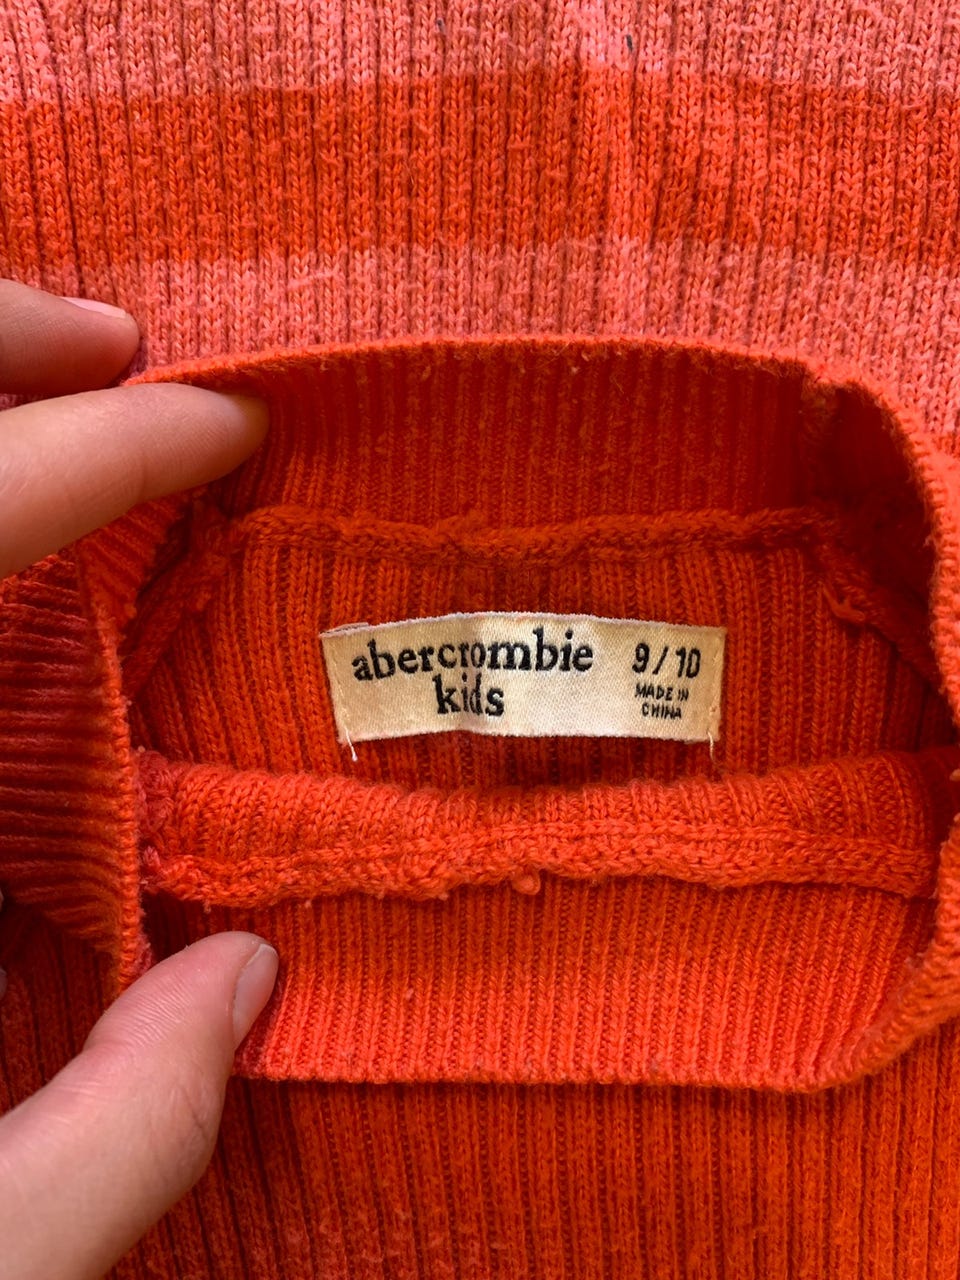 abercrombie
kids
9/10
MADE IN
CHINA